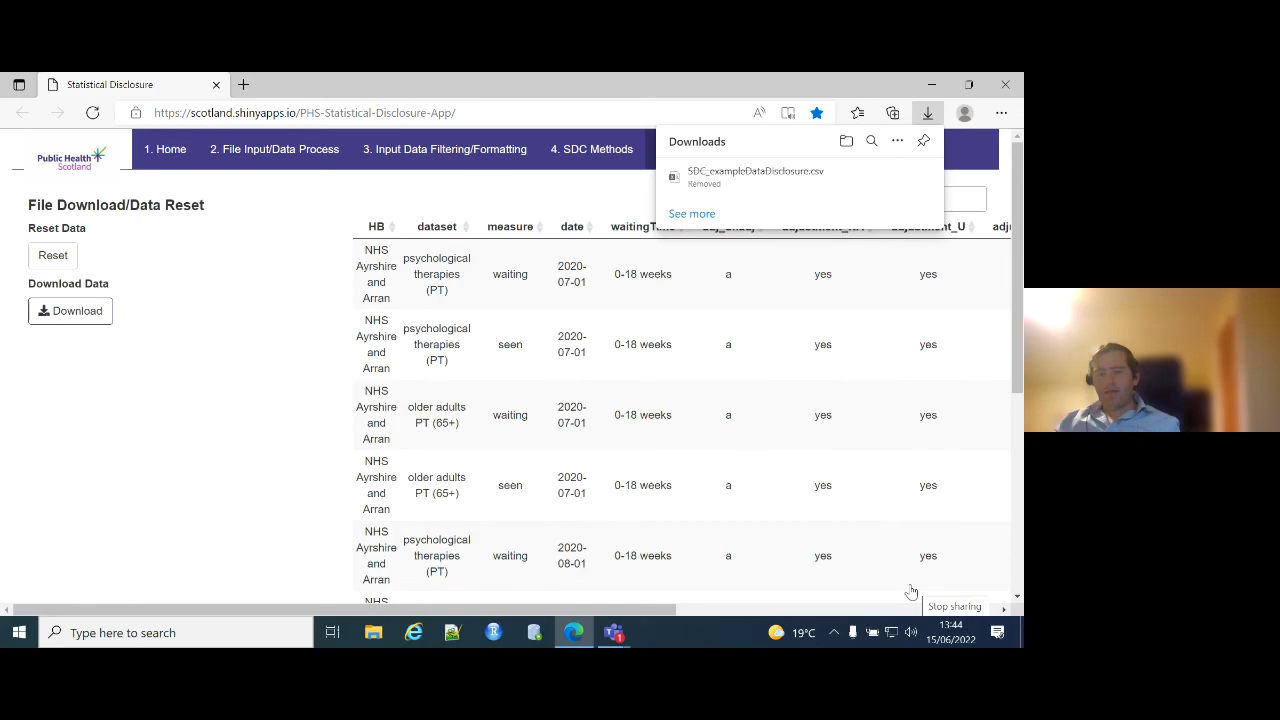 Statistical Disclosure
https://scotland.shinyapps.io/PHS-Statistical-Disclosure-App/
Public Health
Scotland
1. Home
2. File Input/Data Process
3. Input Data Filtering/Formatting
4. SDC Methods
Downloads
SDC_exampleDataDisclosure.csv
Removed
See more
File Download/Data Reset
Reset Data
Reset
Download Data
Download
HB dataset measure date
NHS Ayrshire and Arran psychological therapies (PT) waiting 2020-07-01 0-18 weeks a yes yes
NHS Ayrshire and Arran psychological therapies (PT) seen 2020-07-01 0-18 weeks a yes yes
NHS Ayrshire and Arran older adults PT (65+) waiting 2020-07-01 0-18 weeks a yes yes
NHS Ayrshire and Arran older adults PT (65+) seen 2020-07-01 0-18 weeks a yes yes
NHS Ayrshire and Arran psychological therapies (PT) waiting 2020-08-01 0-18 weeks a yes yes
NHS
Stop sharing
Type here to search
1
19°C
13:44
15/06/2022